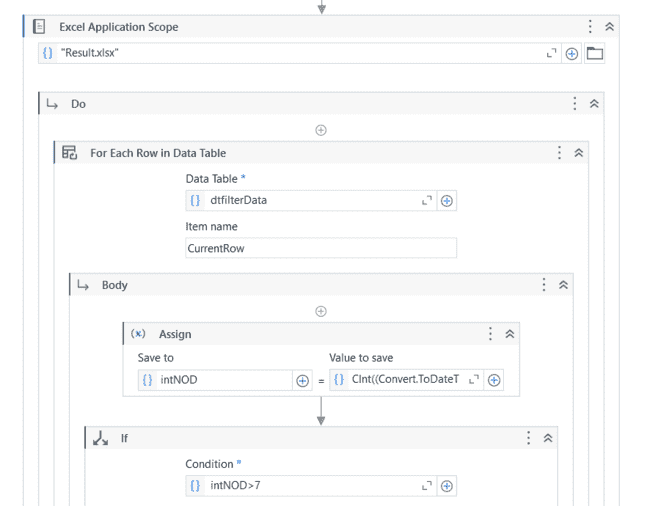 Excel Application Scope
"Result.xlsx"
Do
For Each Row in Data Table
Data Table *
dtfilterData
Item name
CurrentRow
Body
Assign
Save to Value to save
intNOD = CInt((Convert.ToDateT
If
Condition *
intNOD>7